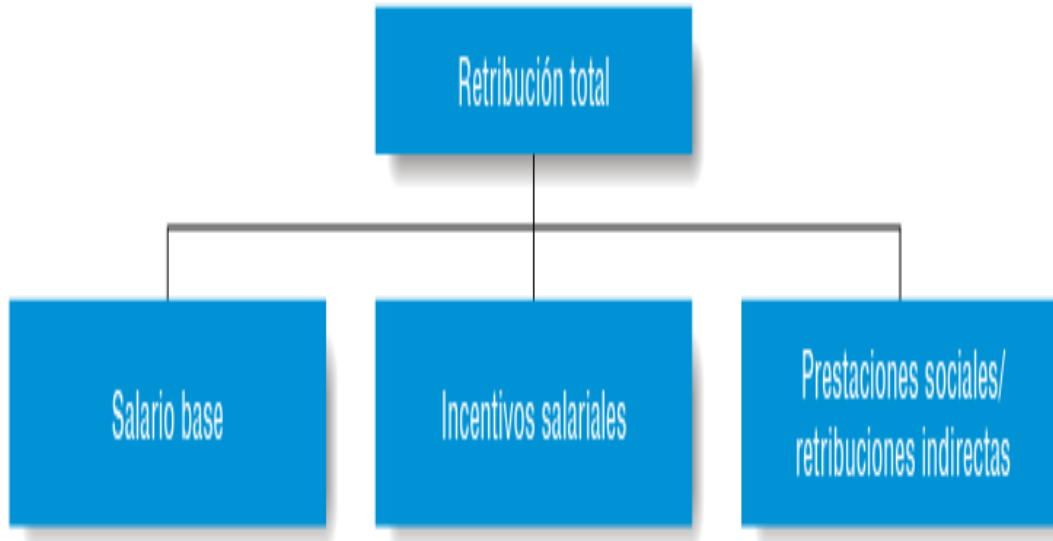 Retribución total
Salario base
Incentivos salariales
Prestaciones sociales/
retribuciones indirectas